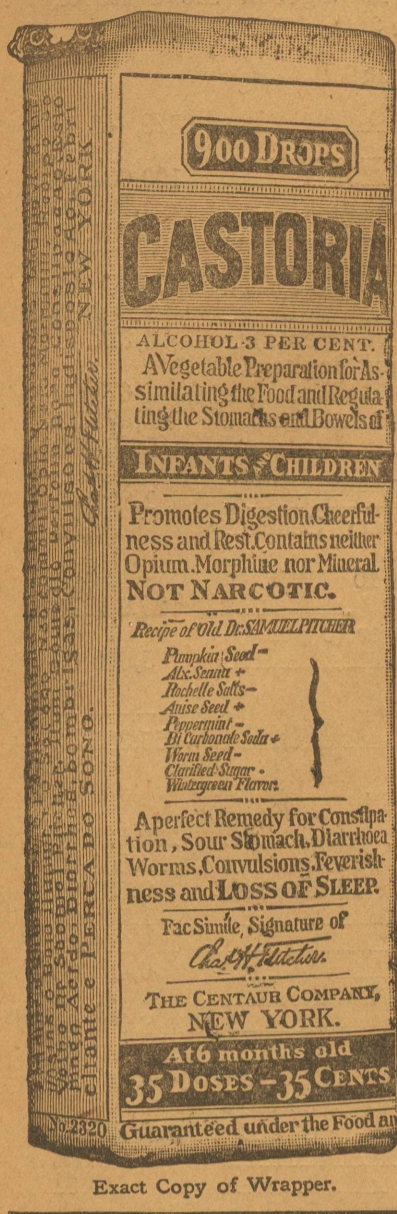 900 DROPS
CASTORIA
ALCOHOL 3 PER CENT.
A Vegetable Preparation for As-
similating the Food and Regula-
ting the Stomachs and Bowels of
INFANTS & CHILDREN
Promotes Digestion,Cheerful-
ness and Rest.Contains neither
Opium,Morphine nor Mineral.
NOT NARCOTIC.
Recipe of Old Dr.SAMUEL PITCHER
Pumpkin Seed -
Alx.Senna +
Rochelle Salts -
Anise Seed +
Peppermint -
Bi Carbonate Soda +
Worm Seed -
Clarified Sugar -
Wintergreen Flavor.
A perfect Remedy for Constipa-
tion, Sour Stomach,Diarrhoea
Worms,Convulsions,Feverish-
ness and LOSS OF SLEEP.
Fac Simile Signature of
Chas H Fletcher.
THE CENTAUR COMPANY,
NEW YORK.
At 6 months old
35 DOSES - 35 CENTS
Guaranteed under the Food an
NEW YORK
Chas H Fletcher.
e PERCA DO SONO.
No.2320
Exact Copy of Wrapper.